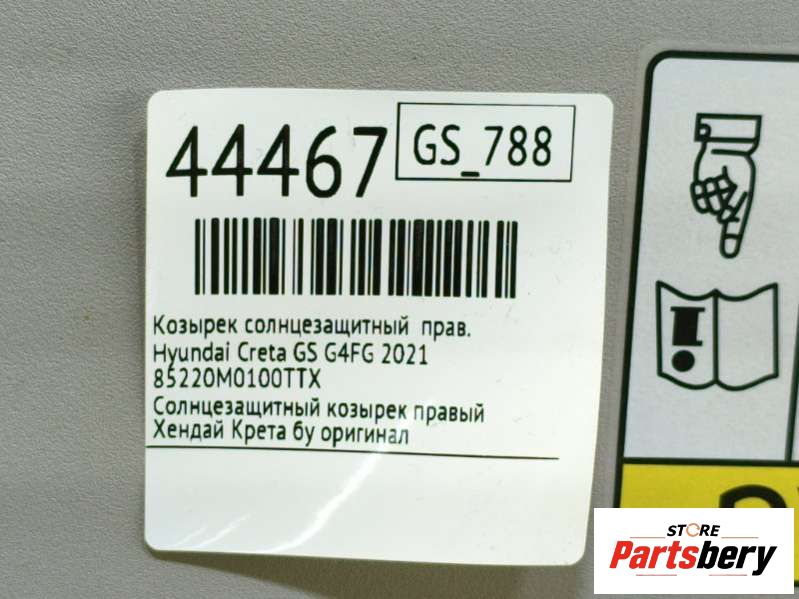 44467
GS_788
Козырек солнцезащитный прав.
Hyundai Creta GS G4FG 2021
85220M0100TTX
Солнцезащитный козырек правый
Хендай Крета бу оригинал
STORE
Partsbery